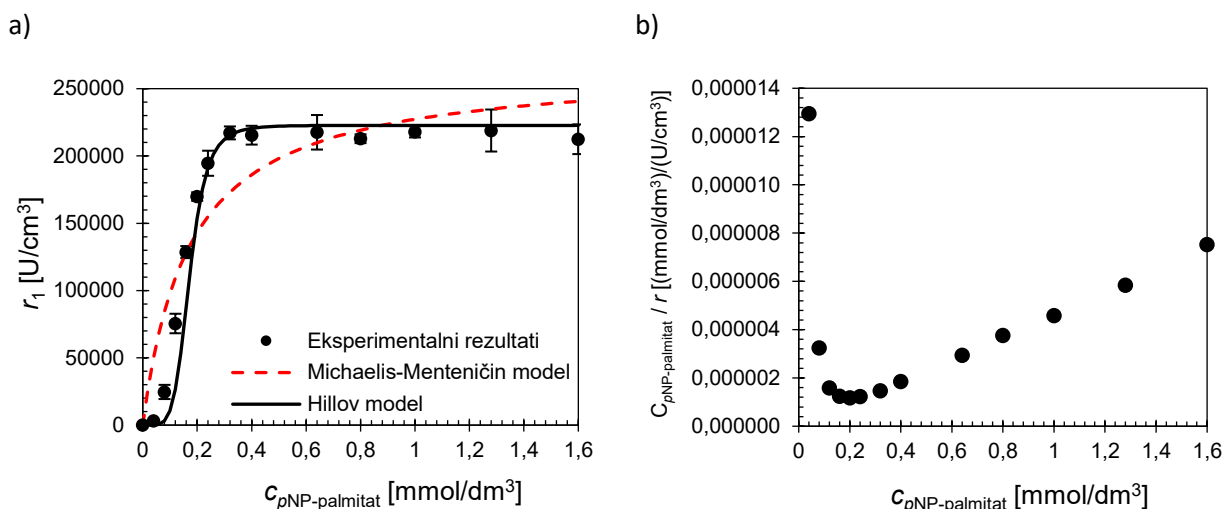 a)
r₁ [U/cm³]
250000
200000
150000
100000
50000
0
Eksperimentalni rezultati
Michaelis-Menteničin model
Hillov model
0 0,2 0,4 0,6 0,8 1 1,2 1,4 1,6
cpNP-palmitat [mmol/dm³]
b)
CpNP-palmitat / r [(mmol/dm³)/(U/cm³)]
0,000014
0,000012
0,000010
0,000008
0,000006
0,000004
0,000002
0,000000
0 0,2 0,4 0,6 0,8 1 1,2 1,4 1,6
cpNP-palmitat [mmol/dm³]